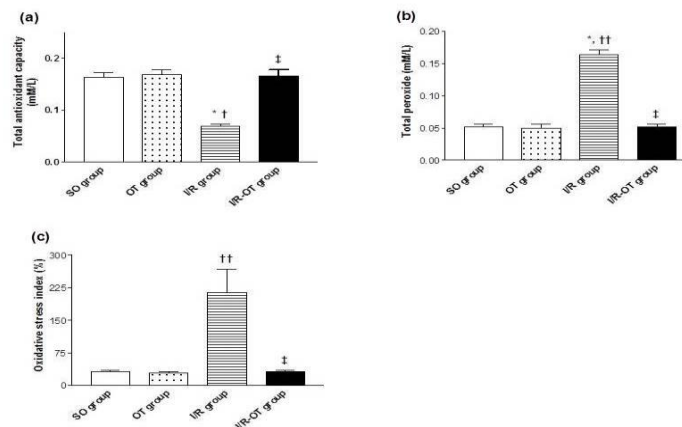 (a)
Total antioxidant capacity
(mM/L)
0.2
0.1
0.0
* †
‡
SO group
OT group
I/R group
I/R-OT group
(b)
Total peroxide (mM/L)
0.20
0.15
0.10
0.05
0.00
*, ††
‡
SO group
OT group
I/R group
I/R-OT group
(c)
Oxidative stress index (%)
300
225
150
75
0
††
‡
SO group
OT group
I/R group
I/R-OT group